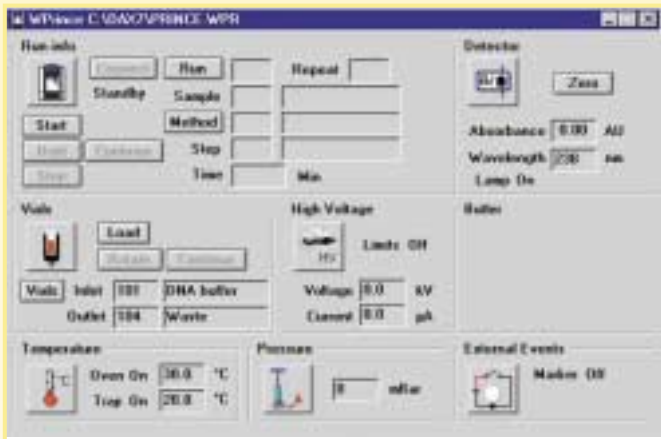 WPrince C:\DAX7\PRINCE.WPR
Run info
Connect Run Repeat
Standby Sample
Start Method
Hold Continue Step
Stop Time Min
Detector
Zero
Absorbance 0.00 AU
Wavelength 230 nm
Lamp On
Vials
Load
Rotate Continue
Vials Inlet 101 DNA buffer
Outlet 104 Waste
High Voltage
HV Limits Off
Voltage 0.0 kV
Current 0.0 µA
Temperature
°C Oven On 30.0 °C
Tray On 20.0 °C
Pressure
0 mBar
External Events
Marker Off